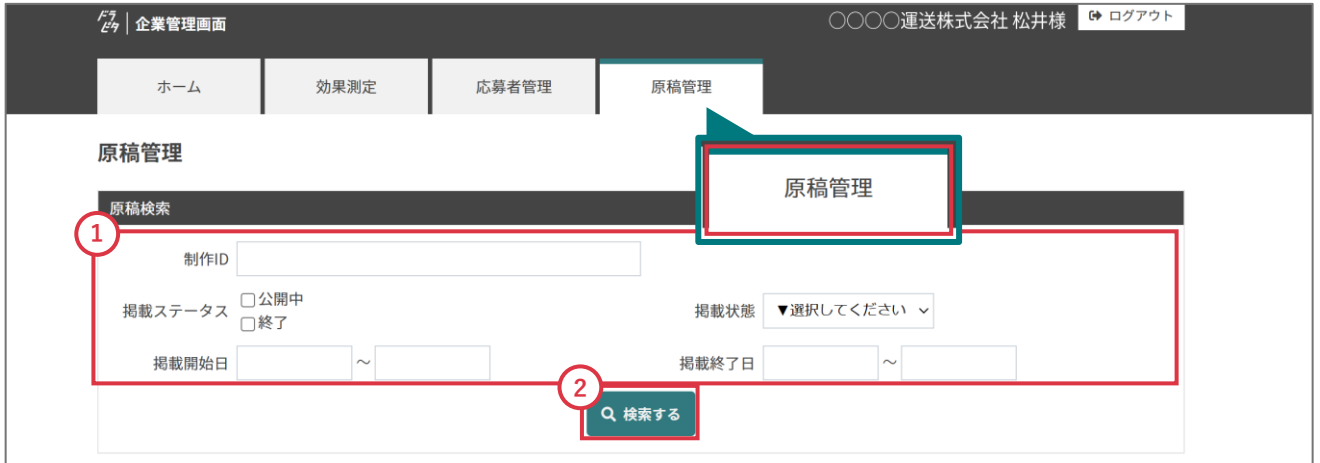 ドラピタ 企業管理画面
〇〇〇〇運送株式会社 松井様 ログアウト
ホーム 効果測定 応募者管理 原稿管理
原稿管理
原稿管理
原稿検索
1
制作ID
掲載ステータス 公開中 掲載状態 ▼選択してください
終了
掲載開始日 ～ 掲載終了日 ～
2
検索する